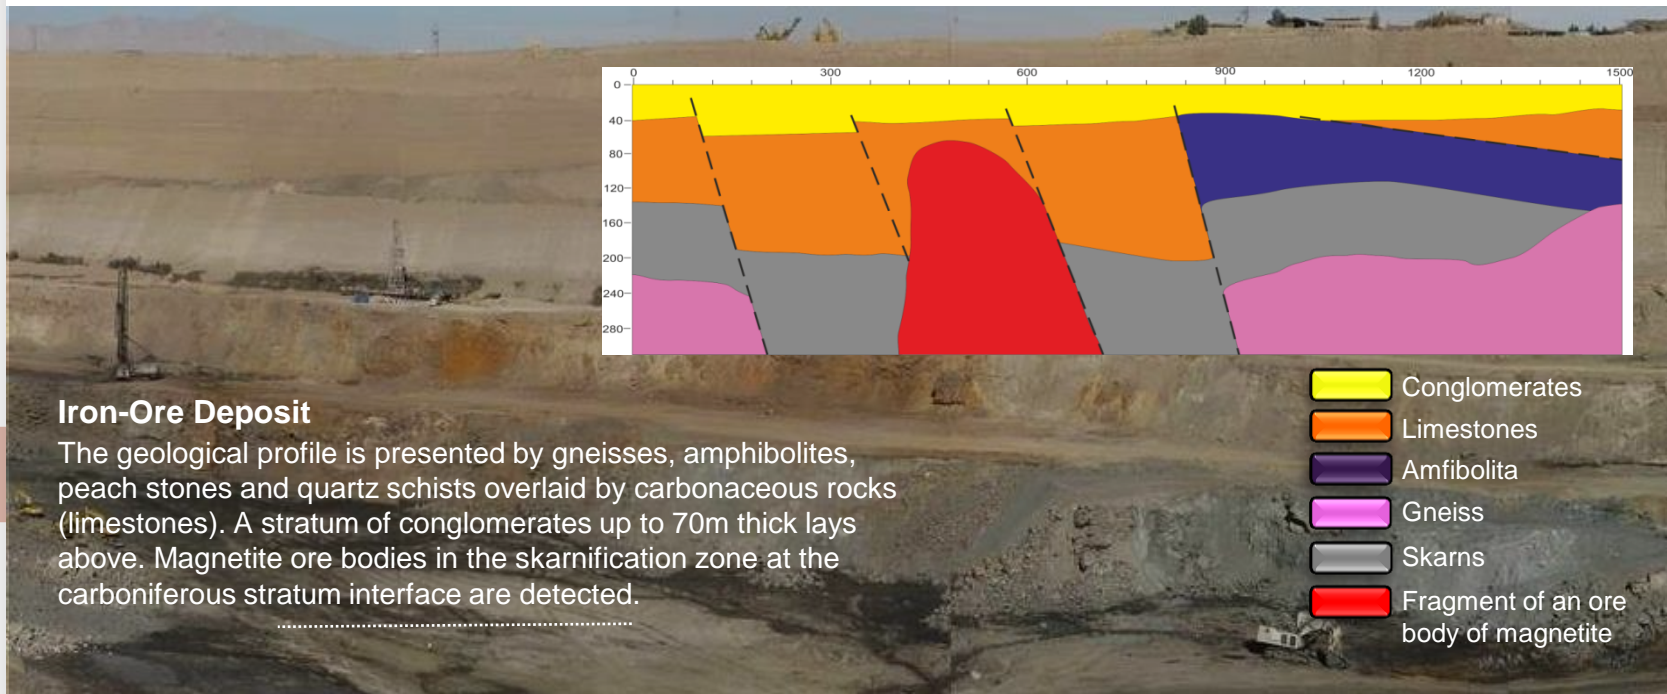 0 300 600 900 1200 1500
0
40
80
120
160
200
240
280
Iron-Ore Deposit
The geological profile is presented by gneisses, amphibolites,
peach stones and quartz schists overlaid by carbonaceous rocks
(limestones). A stratum of conglomerates up to 70m thick lays
above. Magnetite ore bodies in the skarnification zone at the
carboniferous stratum interface are detected.
Conglomerates
Limestones
Amfibolita
Gneiss
Skarns
Fragment of an ore
body of magnetite